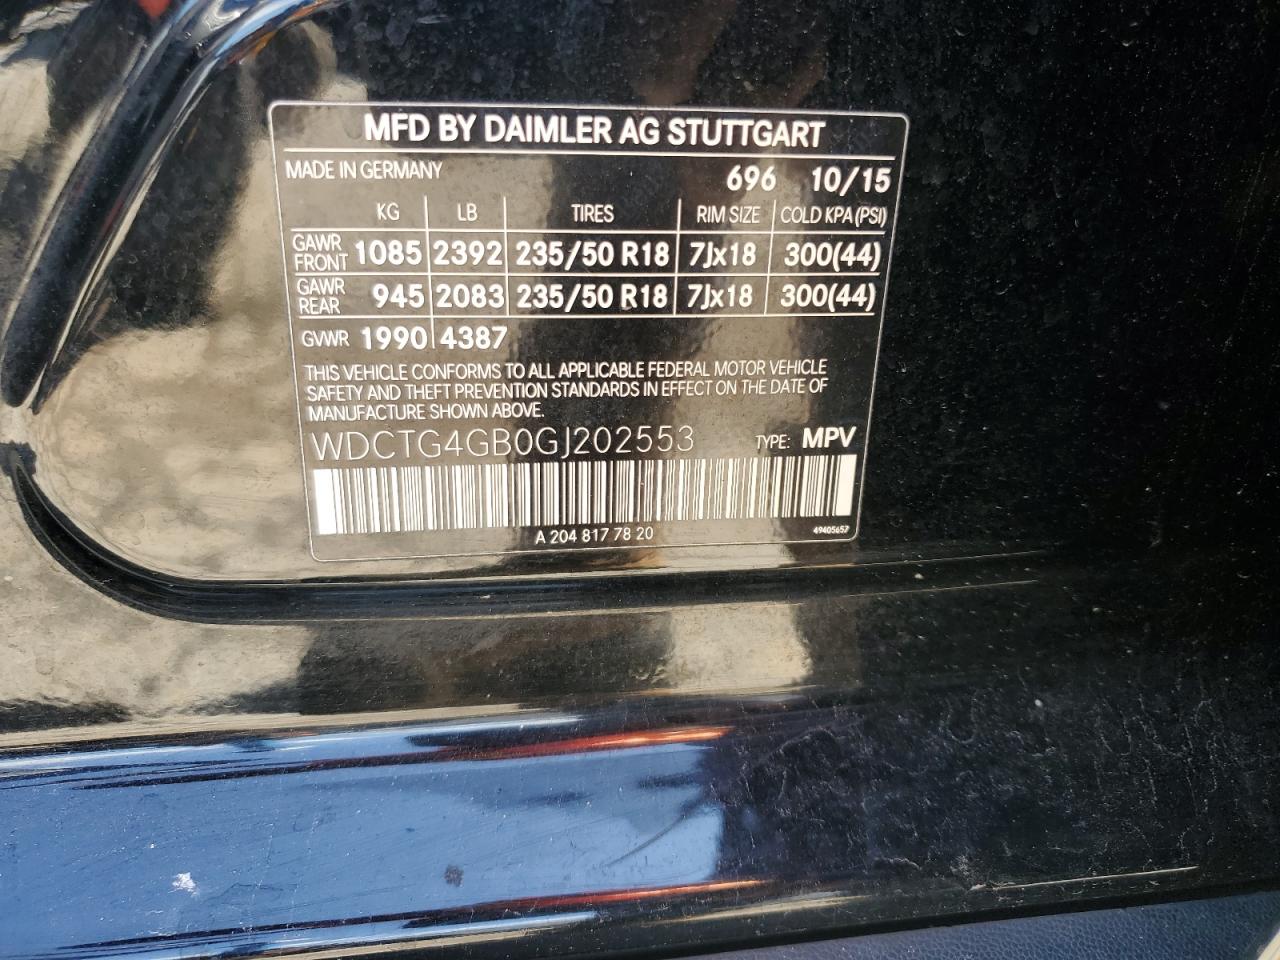 MFD BY DAIMLER AG STUTTGART
MADE IN GERMANY 696 10/15
KG LB TIRES RIM SIZE COLD KPA (PSI)
GAWR FRONT 1085 2392 235/50 R18 7Jx18 300(44)
GAWR REAR 945 2083 235/50 R18 7Jx18 300(44)
GVWR 1990 4387
THIS VEHICLE CONFORMS TO ALL APPLICABLE FEDERAL MOTOR VEHICLE
SAFETY AND THEFT PREVENTION STANDARDS IN EFFECT ON THE DATE OF
MANUFACTURE SHOWN ABOVE.
WDCTG4GB0GJ202553 TYPE: MPV
A 204 817 78 20 49405657